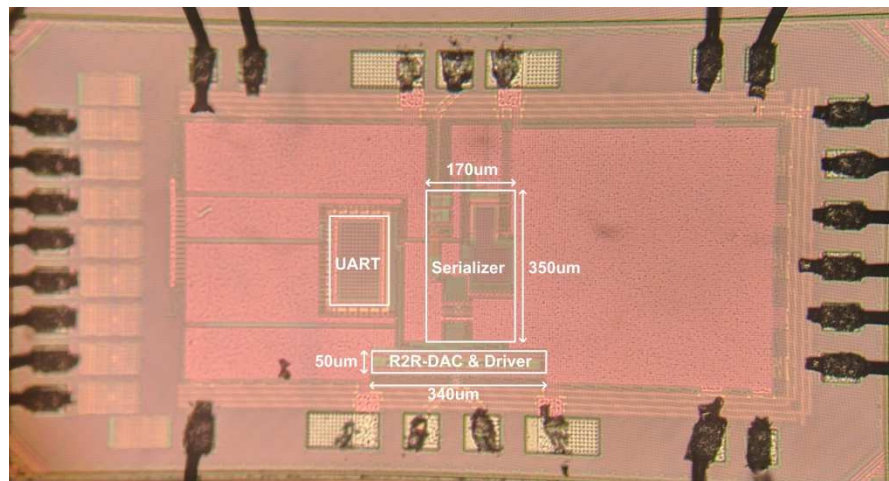 170um
UART
Serializer
350um
50um
R2R-DAC & Driver
340um